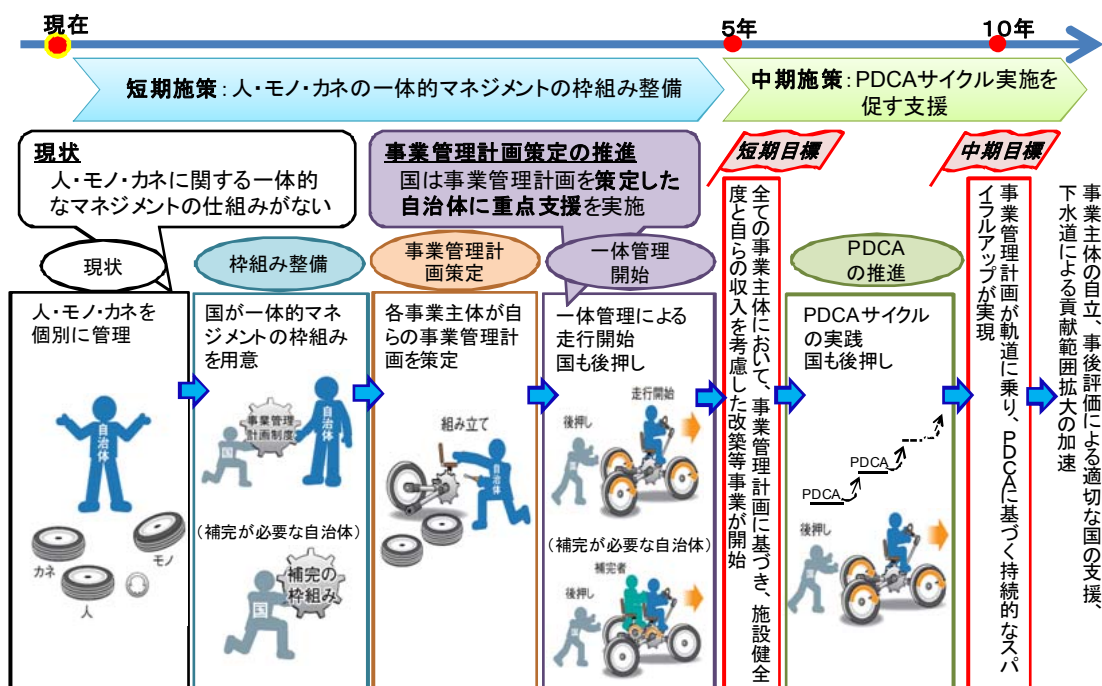 現在
5年
10年
短期施策：人・モノ・カネの一体的マネジメントの枠組み整備
中期施策：PDCAサイクル実施を
促す支援
現状
人・モノ・カネに関する一体的
なマネジメントの仕組みがない
事業管理計画策定の推進
国は事業管理計画を策定した
自治体に重点支援を実施
短期目標
中期目標
現状
枠組み整備
事業管理計
画策定
一体管理
開始
PDCA
の推進
人・モノ・カネを
個別に管理
自治体
カネ
モノ
人
国が一体的マ
ネジメントの枠組み
を用意
事業管理
計画制度
国
自治体
(補完が必要な自治体)
補完の
枠組み
国
各事業主体が自
らの事業管理計
画を策定
組み立て
自治体
一体管理による
走行開始
国も後押し
走行開始
後押し
国
(補完が必要な自治体)
補完者
後押し
国
全ての事業主体において、事業管理計画に基づき、施設健全
度と自らの収入を考慮した改築等事業が開始
PDCAサイクル
の実践
国も後押し
PDCA
PDCA
後押し
国
事業管理計画が軌道に乗り、PDCAに基づく持続的なスパ
イラルアップが実現
事業主体の自立、事後評価による適切な国の支援、
下水道による貢献範囲拡大の加速